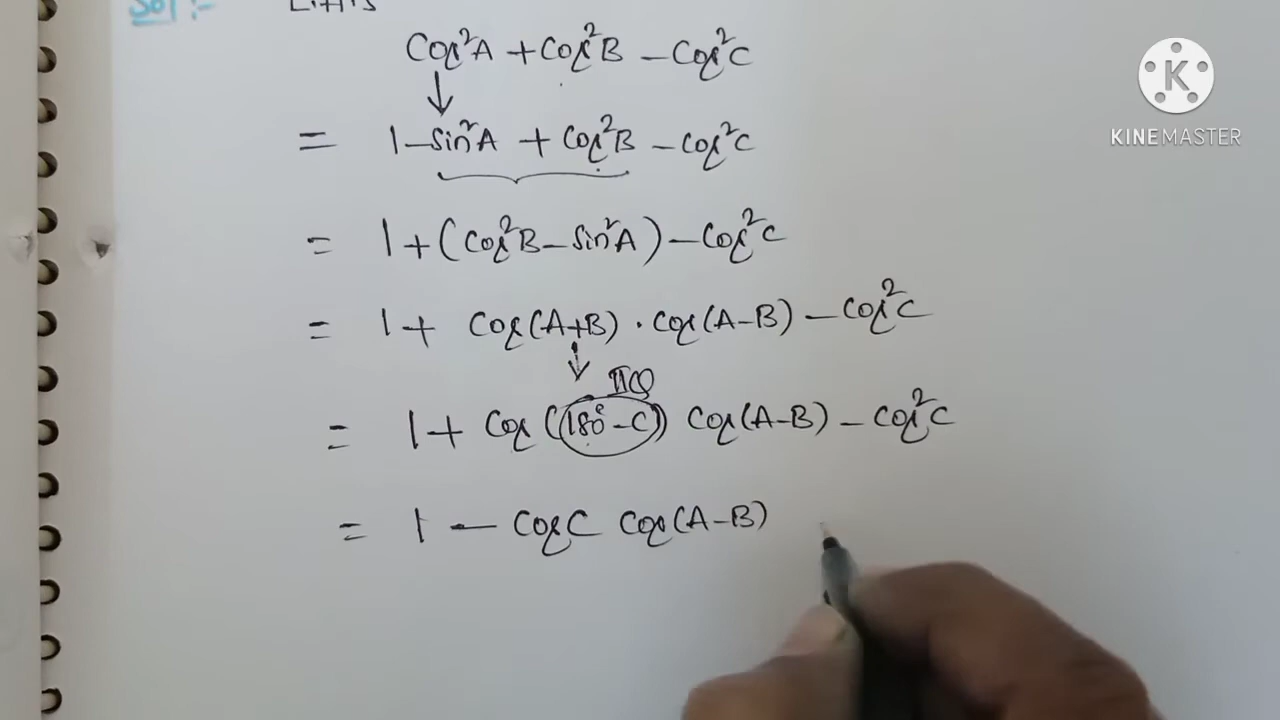 Sol:-
Cos²A + Cos²B - Cos²C
= 1 - Sin²A + Cos²B - Cos²C
= 1 + (Cos²B - Sin²A) - Cos²C
= 1 + Cos(A+B) · Cos(A-B) - Cos²C
IIQ
= 1 + Cos(180° - C) Cos(A-B) - Cos²C
= 1 - CosC Cos(A-B)
KINEMASTER